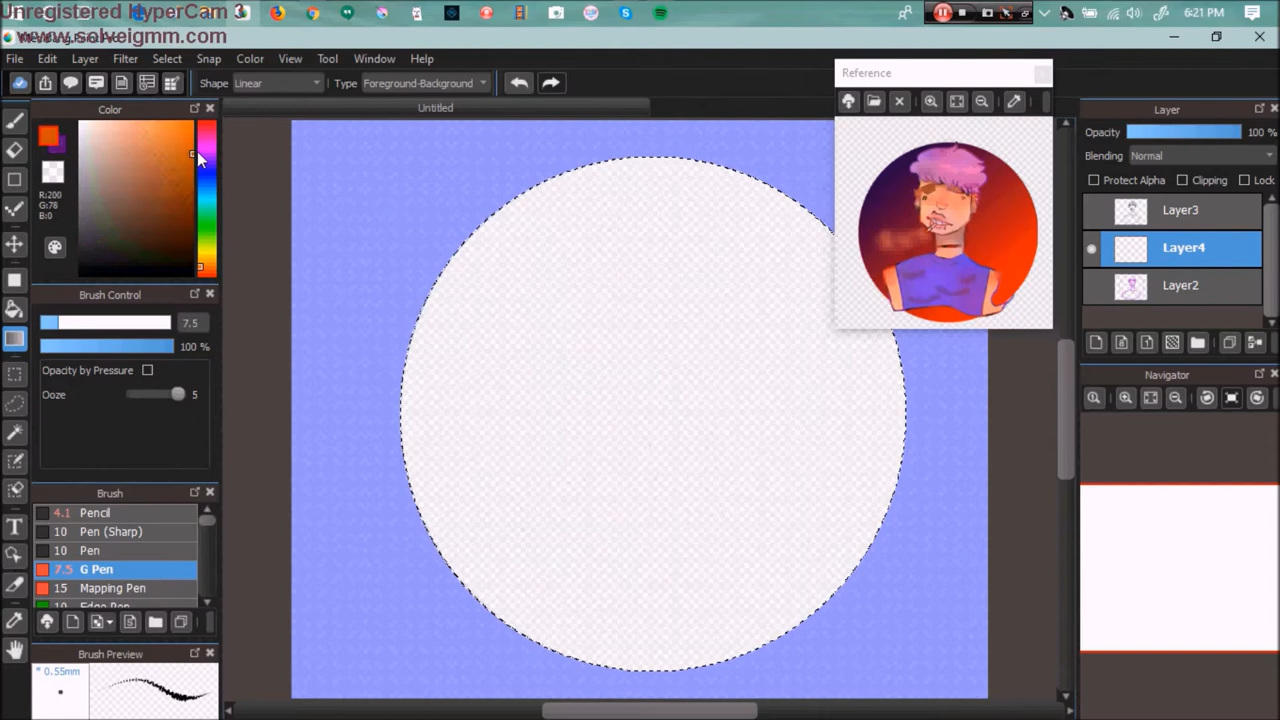 Unregistered HyperCam 3
www.solveigmm.com
6:21 PM
File Edit Layer Filter Select Snap Color View Tool Window Help
Shape Linear Type Foreground-Background
Untitled
Color
R:200
G:78
B:0
Brush Control
7.5
100 %
Opacity by Pressure
Ooze 5
Brush
4.1 Pencil
10 Pen (Sharp)
10 Pen
7.5 G Pen
15 Mapping Pen
10 Edge Pen
Brush Preview
* 0.55mm
Reference
Layer
Opacity 100 %
Blending Normal
Protect Alpha Clipping Lock
Layer3
Layer4
Layer2
Navigator